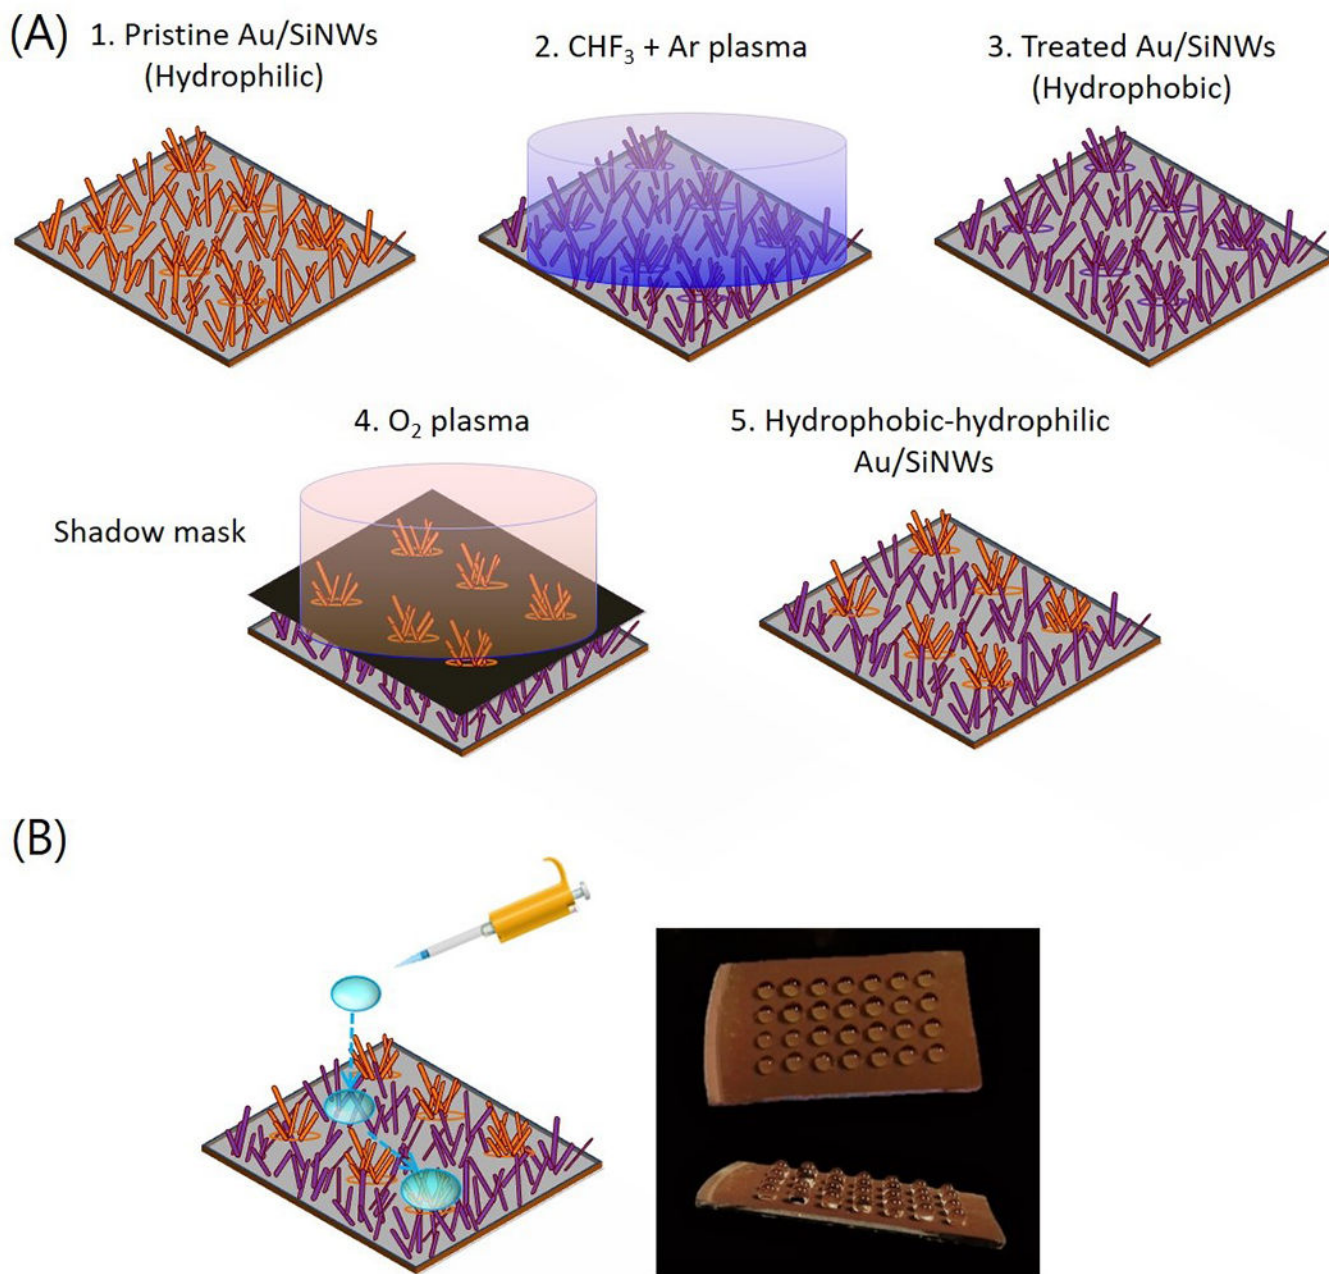 (A)
1. Pristine Au/SiNWs
(Hydrophilic)
2. CHF₃ + Ar plasma
3. Treated Au/SiNWs
(Hydrophobic)
4. O₂ plasma
Shadow mask
5. Hydrophobic-hydrophilic
Au/SiNWs
(B)